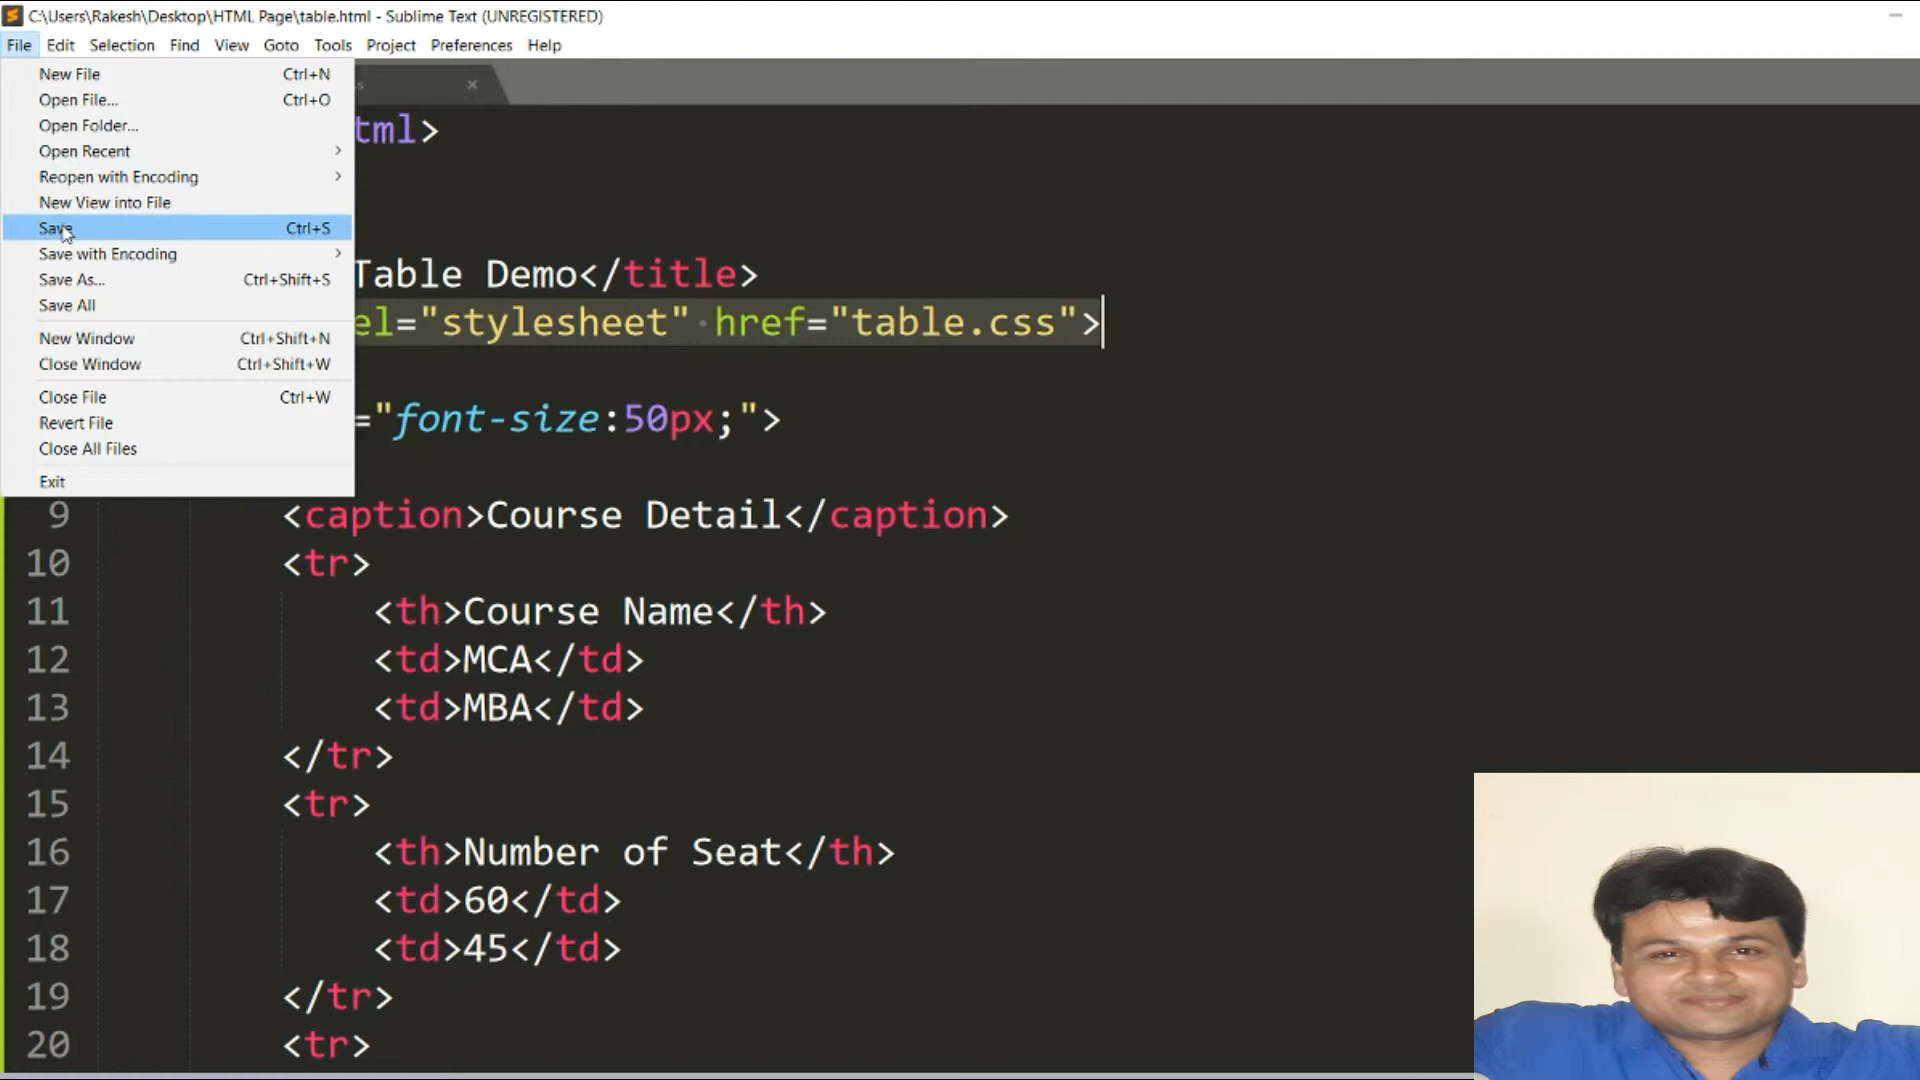 C:\Users\Rakesh\Desktop\HTML Page\table.html - Sublime Text (UNREGISTERED)
File Edit Selection Find View Goto Tools Project Preferences Help
New File Ctrl+N
Open File... Ctrl+O
Open Folder...
Open Recent
Reopen with Encoding
New View into File
Save Ctrl+S
Save with Encoding
Save As... Ctrl+Shift+S
Save All
New Window Ctrl+Shift+N
Close Window Ctrl+Shift+W
Close File Ctrl+W
Revert File
Close All Files
Exit
tml>
Table Demo</title>
el="stylesheet" href="table.css">
="font-size:50px;">
9 <caption>Course Detail</caption>
10 <tr>
11 <th>Course Name</th>
12 <td>MCA</td>
13 <td>MBA</td>
14 </tr>
15 <tr>
16 <th>Number of Seat</th>
17 <td>60</td>
18 <td>45</td>
19 </tr>
20 <tr>